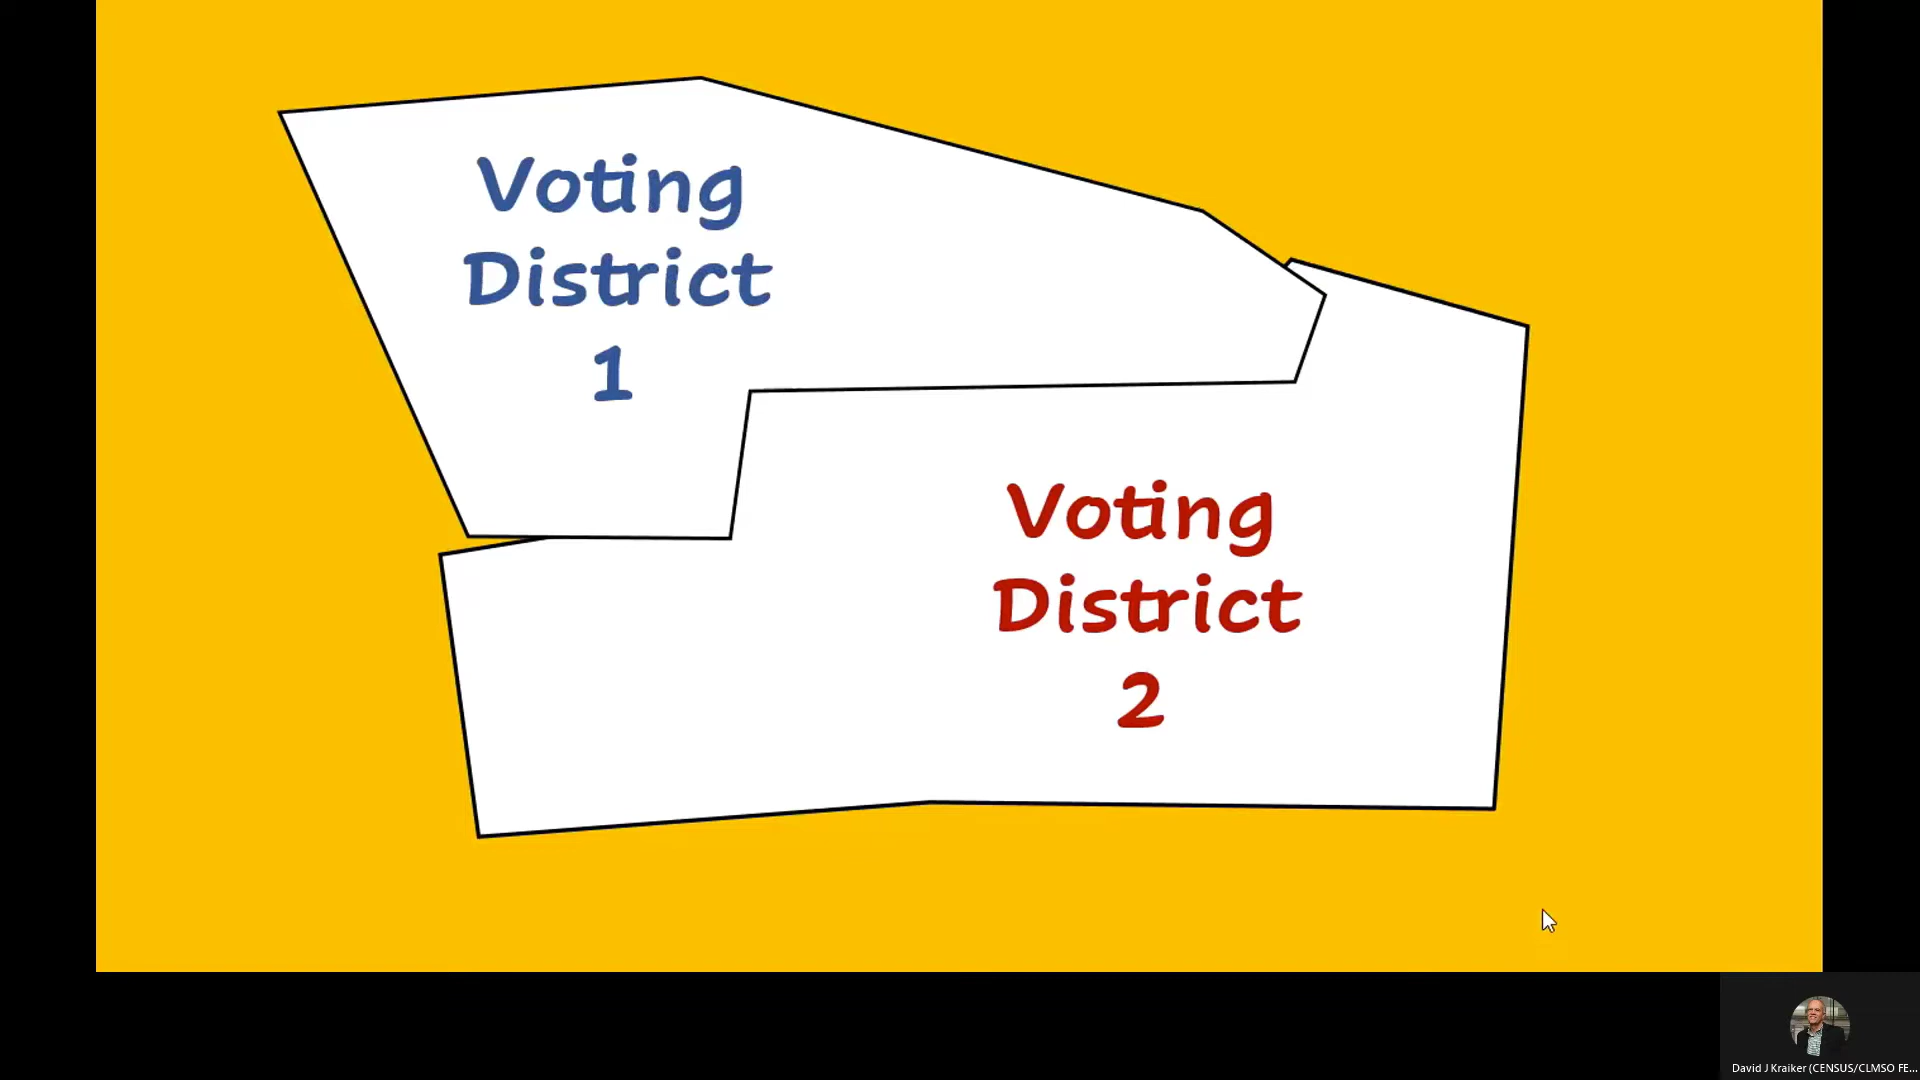 Voting
District
1
Voting
District
2
David J Kraiker (CENSUS/CLMSO FE...